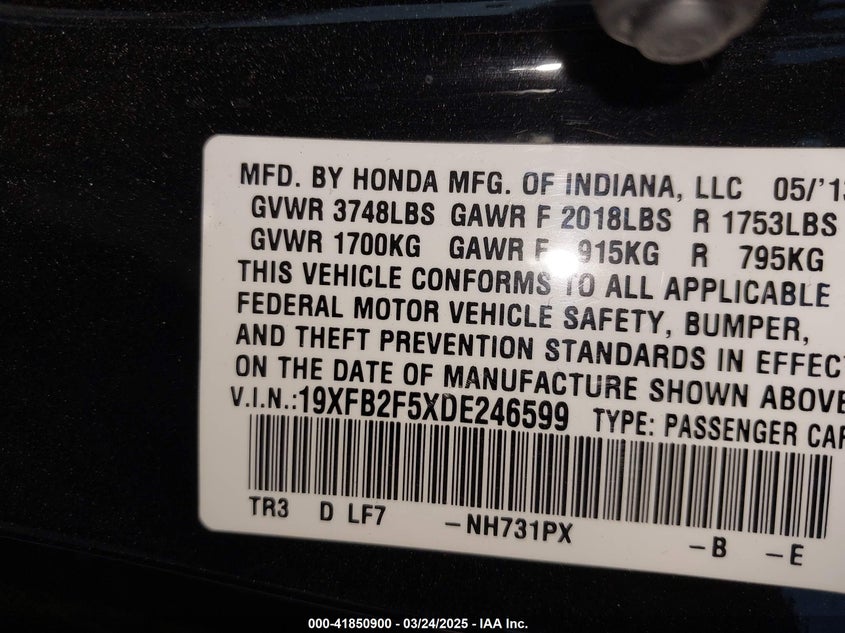 MFD. BY HONDA MFG. OF INDIANA, LLC 05/'13
GVWR 3748LBS GAWR F 2018LBS R 1753LBS
GVWR 1700KG GAWR F 915KG R 795KG
THIS VEHICLE CONFORMS TO ALL APPLICABLE
FEDERAL MOTOR VEHICLE SAFETY, BUMPER,
AND THEFT PREVENTION STANDARDS IN EFFECT
ON THE DATE OF MANUFACTURE SHOWN ABOVE
V.I.N.:19XFB2F5XDE246599 TYPE: PASSENGER CAR
TR3 D LF7 -NH731PX -B -E
000-41850900 - 03/24/2025 - IAA Inc.